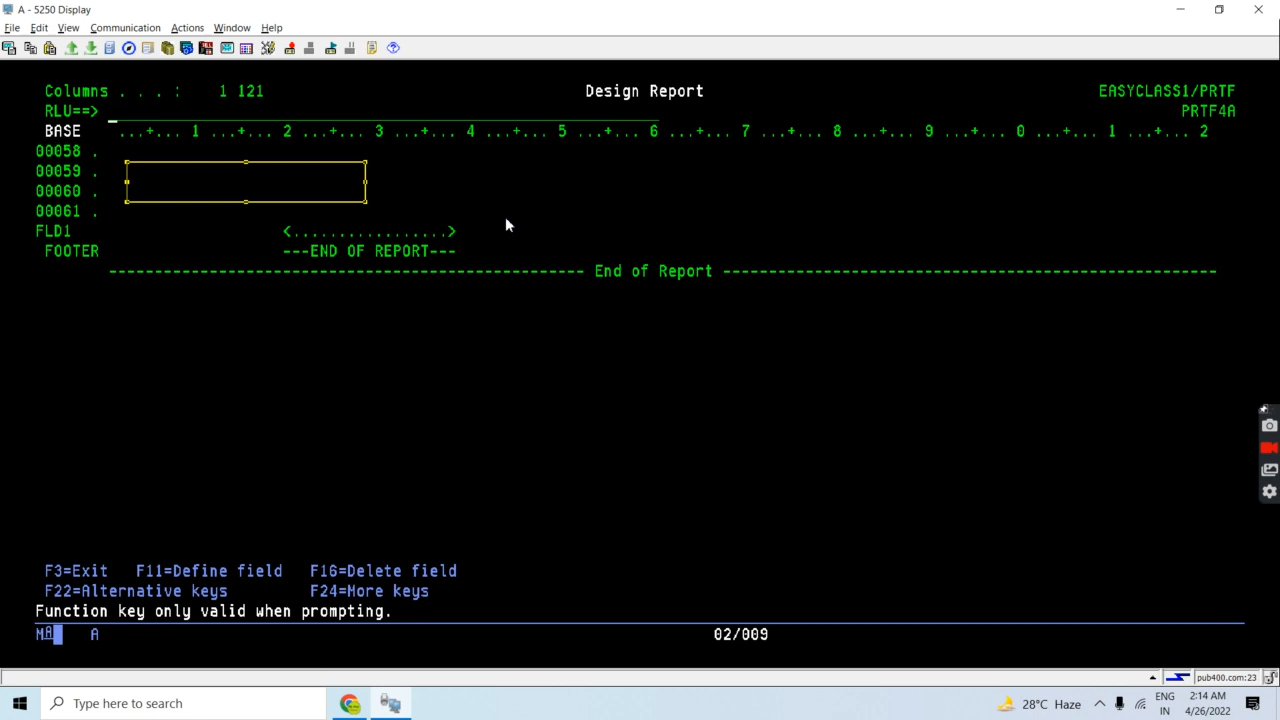 A - 5250 Display
File Edit View Communication Actions Window Help
Columns . . . : 1 121 Design Report EASYCLASS1/PRTF
RLU==> PRTF4A
BASE ...+... 1 ...+... 2 ...+... 3 ...+... 4 ...+... 5 ...+... 6 ...+... 7 ...+... 8 ...+... 9 ...+... 0 ...+... 1 ...+... 2
00058 .
00059 .
00060 .
00061 .
FLD1 <.................>
FOOTER ---END OF REPORT---
---------------------------------------------------- End of Report ------------------------------------------------------
F3=Exit F11=Define field F16=Delete field
F22=Alternative keys F24=More keys
Function key only valid when prompting.
MA A 02/009
pub400.com:23
Type here to search 28°C Haze ENG 2:14 AM
IN 4/26/2022